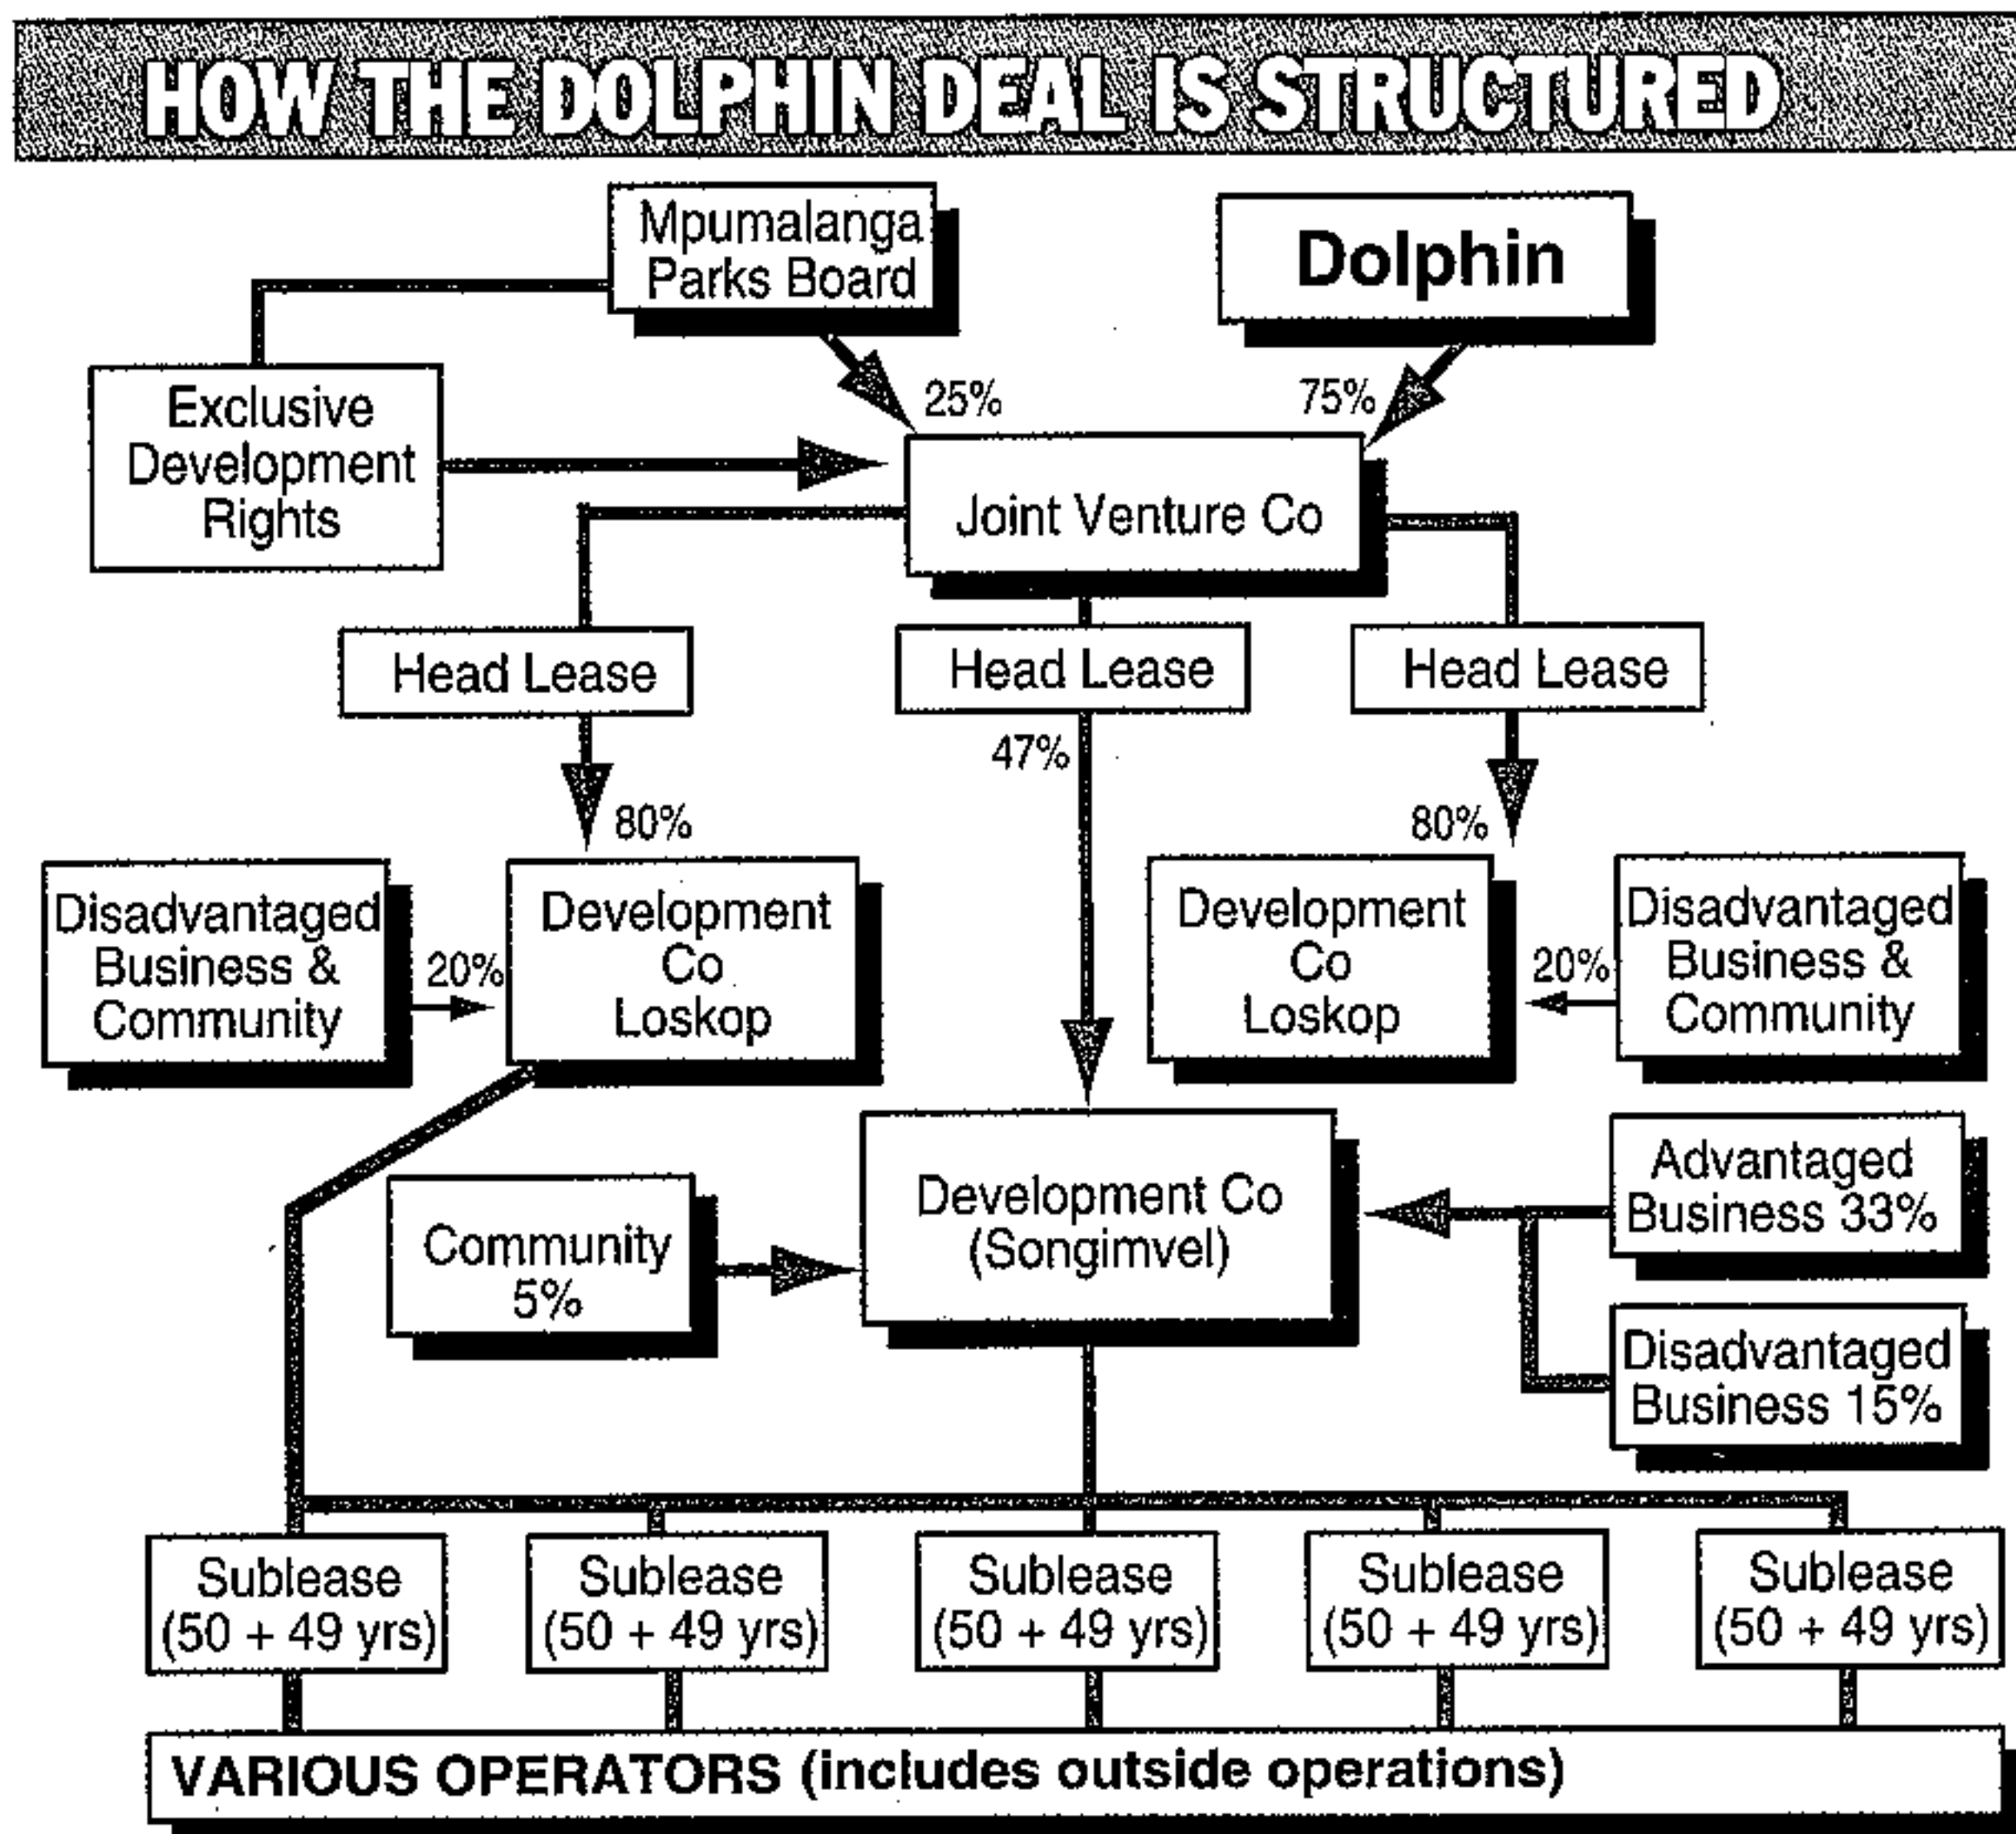 HOW THE DOLPHIN DEAL IS STRUCTURED
Mpumalanga
Parks Board
Dolphin
Exclusive
Development
Rights
25%
75%
Joint Venture Co
Head Lease
Head Lease
Head Lease
47%
80%
80%
Disadvantaged
Business &
Community
20%
Development
Co
Loskop
Development
Co
Loskop
20%
Disadvantaged
Business &
Community
Community
5%
Development Co
(Songimvel)
Advantaged
Business 33%
Disadvantaged
Business 15%
Sublease
(50 + 49 yrs)
Sublease
(50 + 49 yrs)
Sublease
(50 + 49 yrs)
Sublease
(50 + 49 yrs)
Sublease
(50 + 49 yrs)
VARIOUS OPERATORS (includes outside operations)